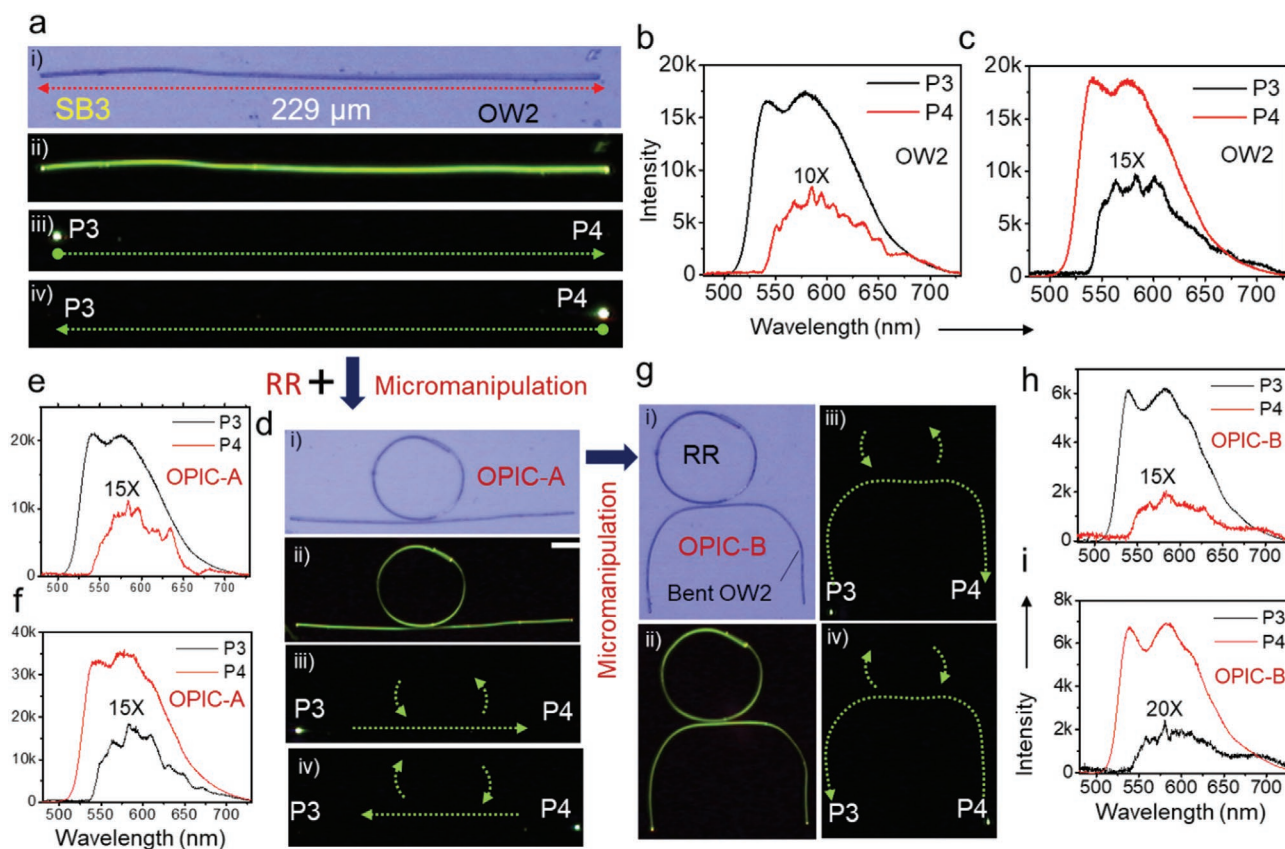 a
i)
SB3
229 µm
OW2
ii)
iii)
P3
P4
iv)
P3
P4
RR +
Micromanipulation
b
20k
15k
10k
5k
0
Intensity
P3
P4
OW2
10X
500 550 600 650 700
Wavelength (nm)
c
20k
15k
10k
5k
0
P3
P4
OW2
15X
500 550 600 650 700
e
20k
10k
0
P3
P4
OPIC-A
15X
500 550 600 650 700
f
40k
30k
20k
10k
0
P3
P4
OPIC-A
15X
500 550 600 650 700
Wavelength (nm)
d
i)
OPIC-A
ii)
iii)
P3
P4
iv)
P3
P4
Micromanipulation
g
i)
RR
OPIC-B
Bent OW2
ii)
iii)
P3
P4
iv)
P3
P4
h
6k
4k
2k
0
P3
P4
OPIC-B
15X
500 550 600 650 700
i
8k
6k
4k
2k
0
Intensity
P3
P4
OPIC-B
20X
500 550 600 650 700
Wavelength (nm)